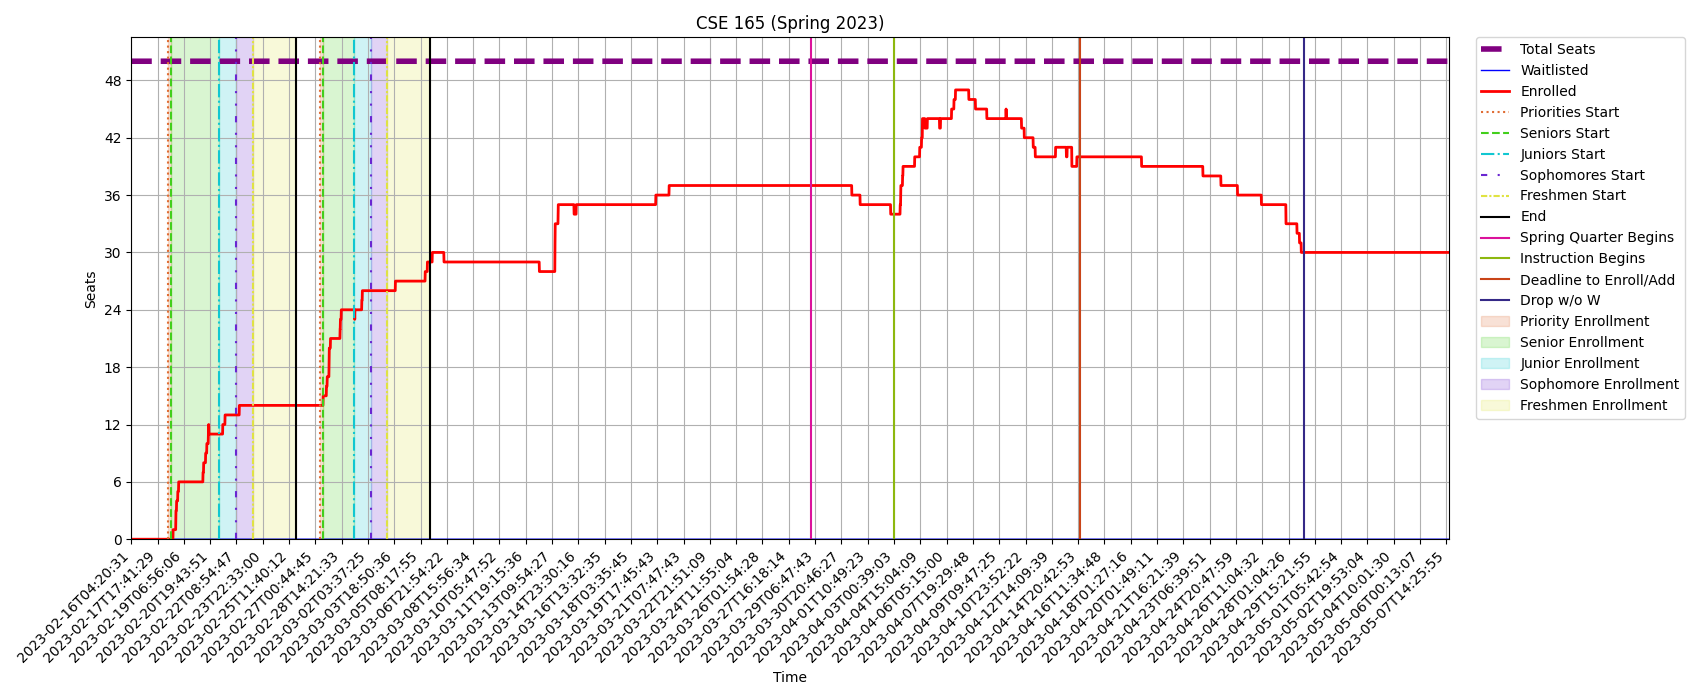 CSE 165 (Spring 2023)
Seats
48
42
36
30
24
18
12
6
0
2023-02-16T04:20:31
2023-02-17T17:41:29
2023-02-19T06:56:06
2023-02-20T19:43:51
2023-02-22T08:54:47
2023-02-23T22:33:00
2023-02-25T11:40:12
2023-02-27T00:44:45
2023-02-28T14:21:33
2023-03-02T03:37:25
2023-03-03T18:50:36
2023-03-05T08:17:55
2023-03-06T21:54:22
2023-03-08T15:56:34
2023-03-10T05:47:52
2023-03-11T19:15:36
2023-03-13T09:54:27
2023-03-14T23:30:16
2023-03-16T13:32:35
2023-03-18T03:35:45
2023-03-19T17:45:43
2023-03-21T07:47:43
2023-03-22T21:51:09
2023-03-24T11:55:04
2023-03-26T01:54:28
2023-03-27T16:18:14
2023-03-29T06:47:43
2023-03-30T20:46:27
2023-04-01T10:49:23
2023-04-03T00:39:03
2023-04-04T15:04:09
2023-04-06T05:15:00
2023-04-07T19:29:48
2023-04-09T09:47:25
2023-04-10T23:52:22
2023-04-12T14:09:39
2023-04-14T20:42:53
2023-04-16T11:34:48
2023-04-18T01:27:16
2023-04-20T01:49:11
2023-04-21T16:21:39
2023-04-23T06:39:51
2023-04-24T20:47:59
2023-04-26T11:04:32
2023-04-28T01:04:26
2023-04-29T15:21:55
2023-05-01T05:42:54
2023-05-02T19:53:04
2023-05-04T10:01:30
2023-05-06T00:13:07
2023-05-07T14:25:55
Time
Total Seats
Waitlisted
Enrolled
Priorities Start
Seniors Start
Juniors Start
Sophomores Start
Freshmen Start
End
Spring Quarter Begins
Instruction Begins
Deadline to Enroll/Add
Drop w/o W
Priority Enrollment
Senior Enrollment
Junior Enrollment
Sophomore Enrollment
Freshmen Enrollment